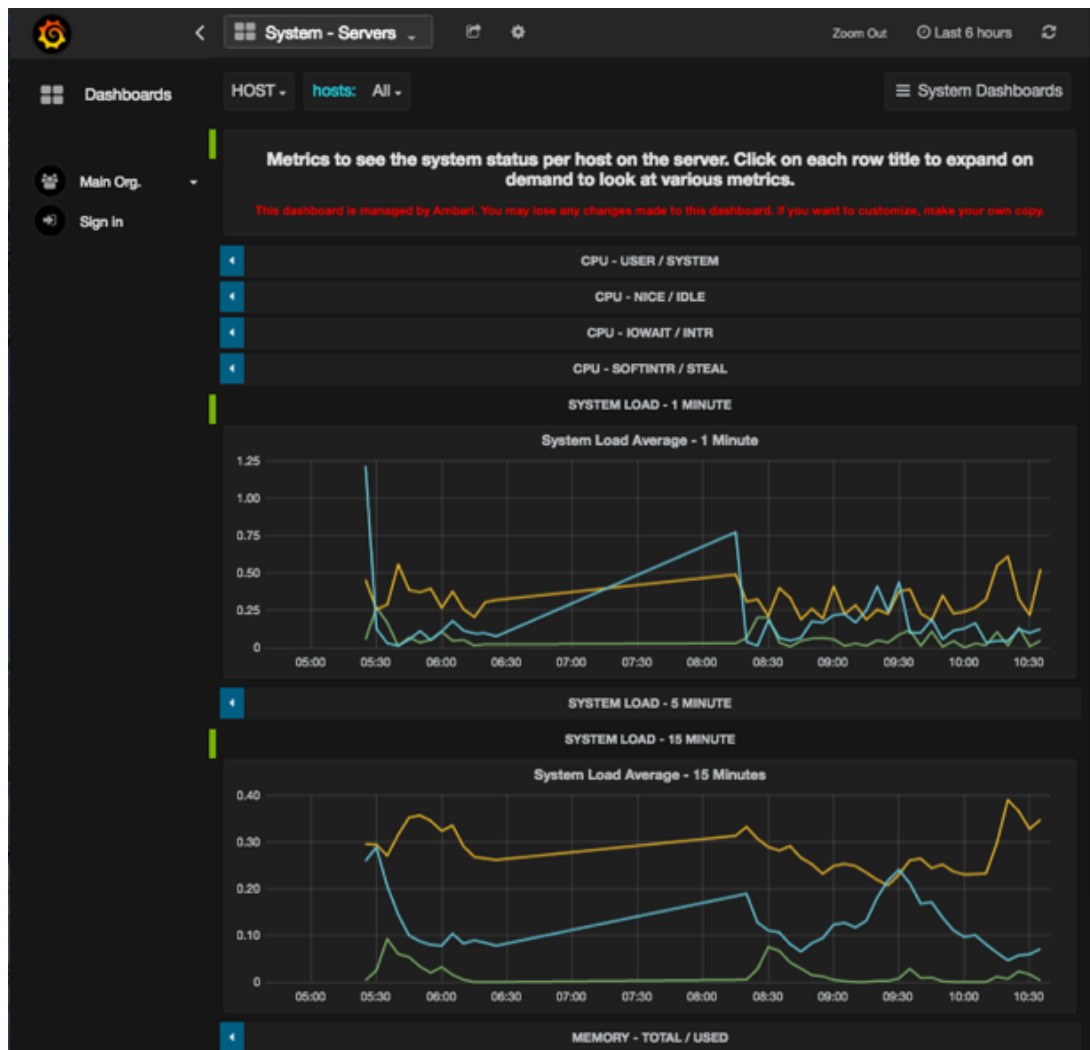 System - Servers
Zoom Out
Last 6 hours
Dashboards
HOST
hosts: All
System Dashboards
Main Org.
Sign in
Metrics to see the system status per host on the server. Click on each row title to expand on
demand to look at various metrics.
This dashboard is managed by Ambari. You may lose any changes made to this dashboard. If you want to customize, make your own copy.
CPU - USER / SYSTEM
CPU - NICE / IDLE
CPU - IOWAIT / INTR
CPU - SOFTINTR / STEAL
SYSTEM LOAD - 1 MINUTE
System Load Average - 1 Minute
1.25
1.00
0.75
0.50
0.25
0
05:00 05:30 06:00 06:30 07:00 07:30 08:00 08:30 09:00 09:30 10:00 10:30
SYSTEM LOAD - 5 MINUTE
SYSTEM LOAD - 15 MINUTE
System Load Average - 15 Minutes
0.40
0.30
0.20
0.10
0
05:00 05:30 06:00 06:30 07:00 07:30 08:00 08:30 09:00 09:30 10:00 10:30
MEMORY - TOTAL / USED